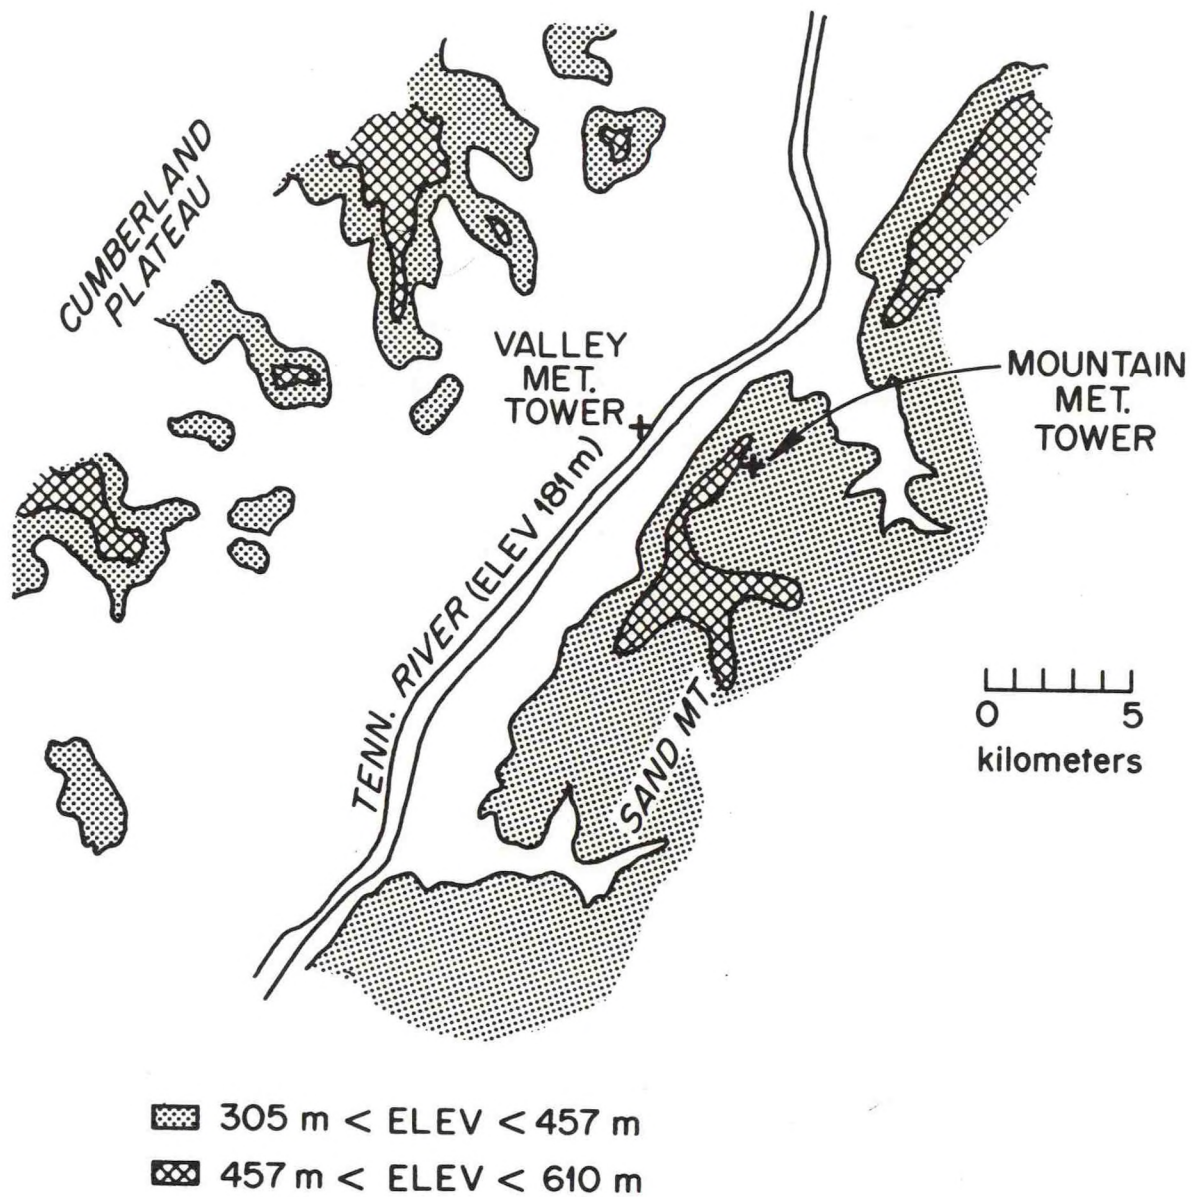 CUMBERLAND
PLATEAU
VALLEY
MET.
TOWER
MOUNTAIN
MET.
TOWER
TENN. RIVER (ELEV 181 m)
SAND MT.
0 5
kilometers
305 m < ELEV < 457 m
457 m < ELEV < 610 m